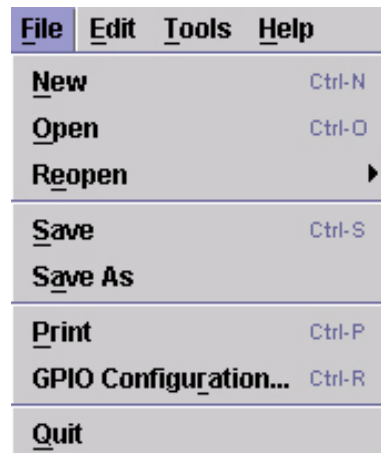 File Edit Tools Help
New Ctrl-N
Open Ctrl-O
Reopen
Save Ctrl-S
Save As
Print Ctrl-P
GPIO Configuration... Ctrl-R
Quit